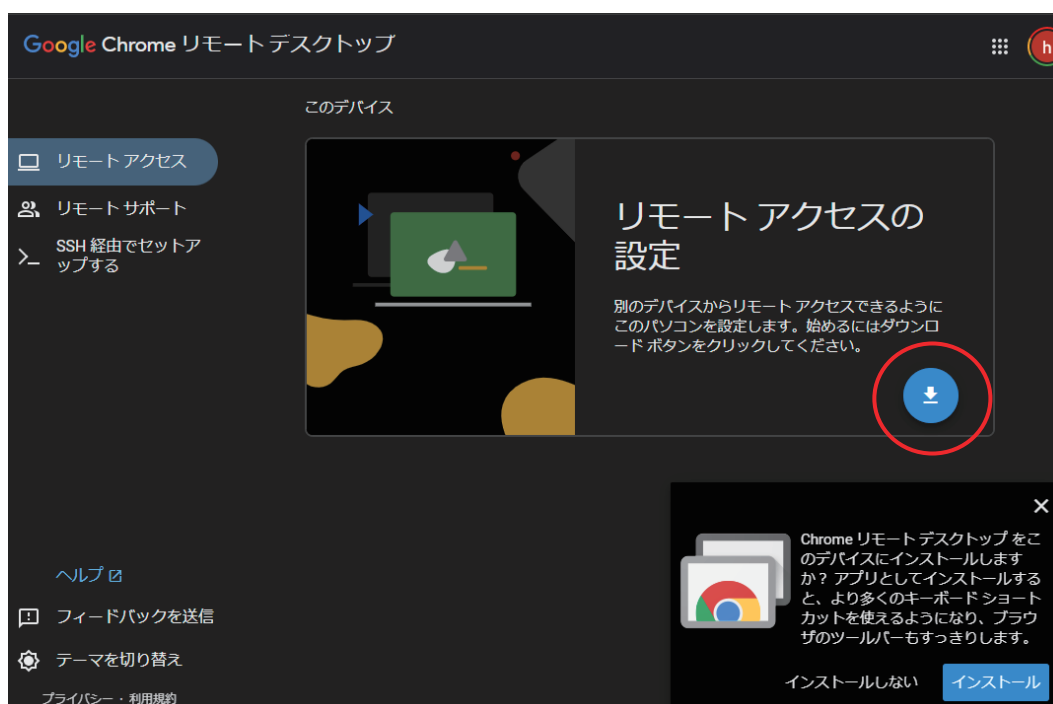 Google Chrome リモート デスクトップ
h
このデバイス
リモート アクセス
リモート サポート
SSH 経由でセットア
ップする
リモート アクセスの
設定
別のデバイスからリモート アクセスできるように
このパソコンを設定します。始めるにはダウンロ
ード ボタンをクリックしてください。
Chrome リモート デスクトップ をこ
のデバイスにインストールします
か？ アプリとしてインストールする
と、より多くのキーボード ショート
カットを使えるようになり、ブラウ
ザのツールバーもすっきりします。
インストールしない
インストール
ヘルプ
フィードバックを送信
テーマを切り替え
プライバシー・利用規約